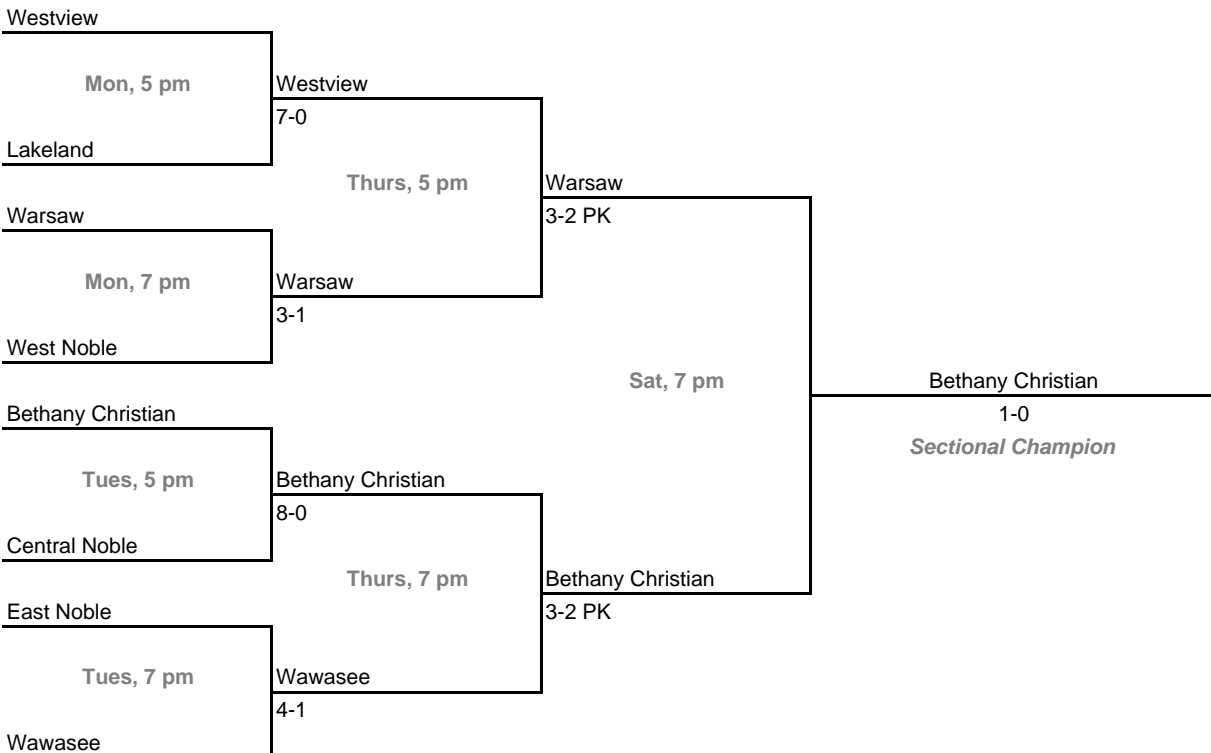 Westview
Mon, 5 pm
Westview
7-0
Lakeland
Thurs, 5 pm
Warsaw
3-2 PK
Warsaw
Mon, 7 pm
Warsaw
3-1
West Noble
Sat, 7 pm
Bethany Christian
1-0
Sectional Champion
Bethany Christian
Tues, 5 pm
Bethany Christian
8-0
Central Noble
Thurs, 7 pm
Bethany Christian
3-2 PK
East Noble
Tues, 7 pm
Wawasee
4-1
Wawasee